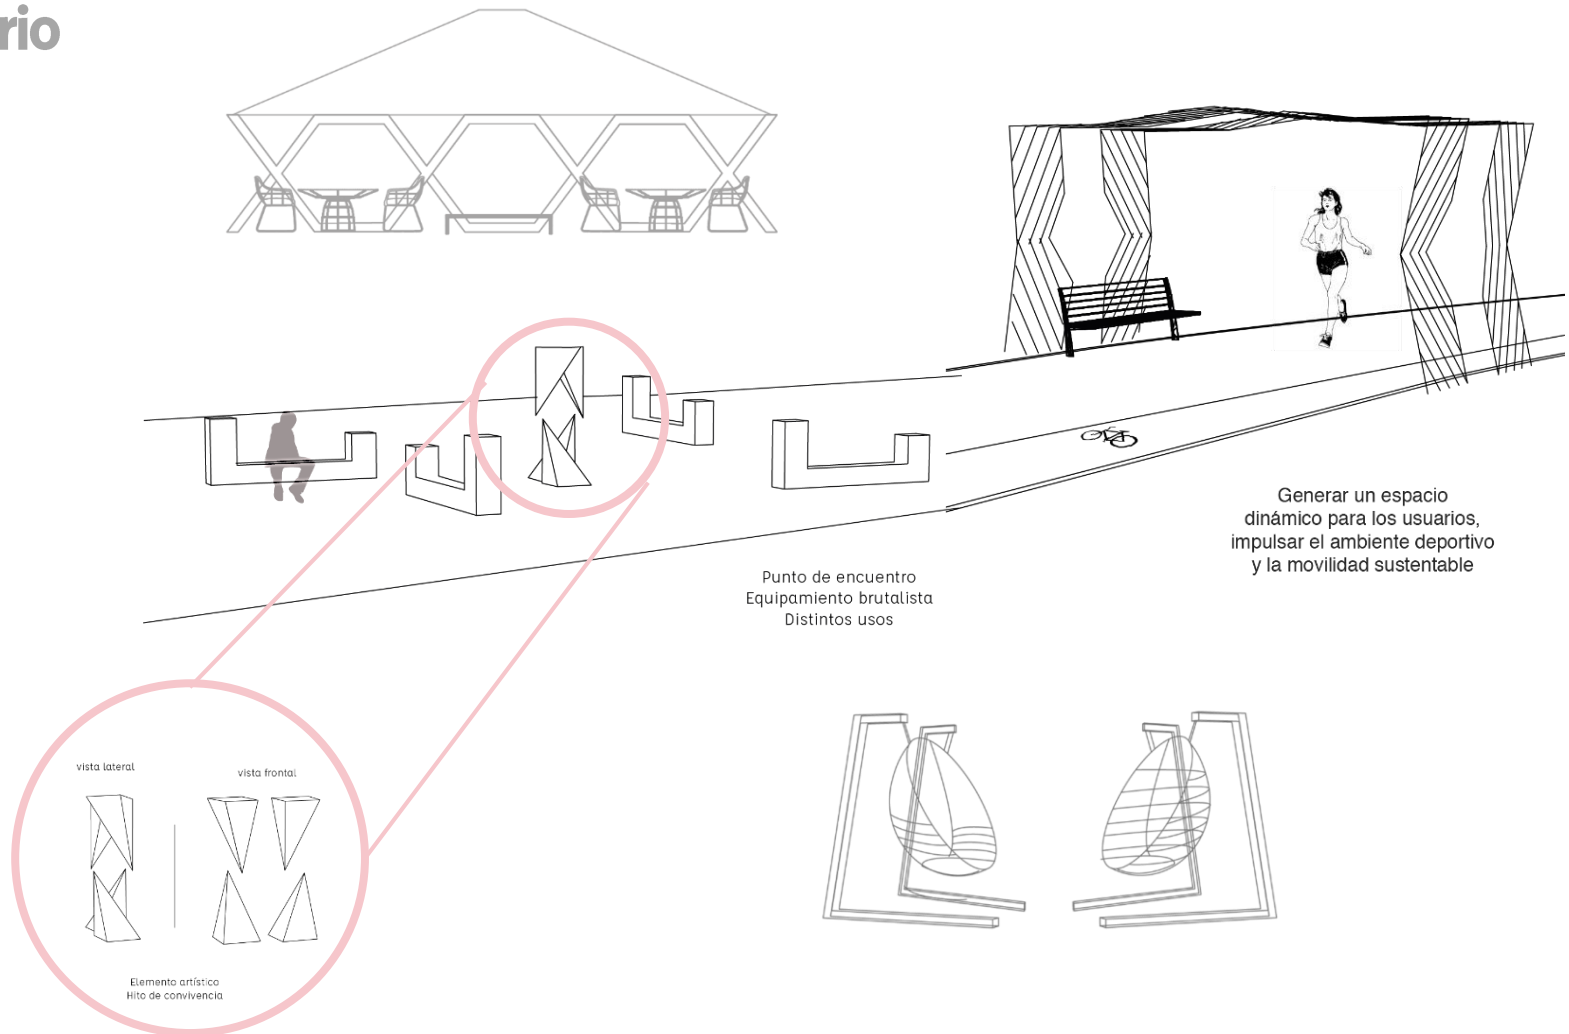 rio
Generar un espacio
dinámico para los usuarios,
impulsar el ambiente deportivo
y la movilidad sustentable
Punto de encuentro
Equipamiento brutalista
Distintos usos
vista lateral
vista frontal
Elemento artístico
Hito de convivencia